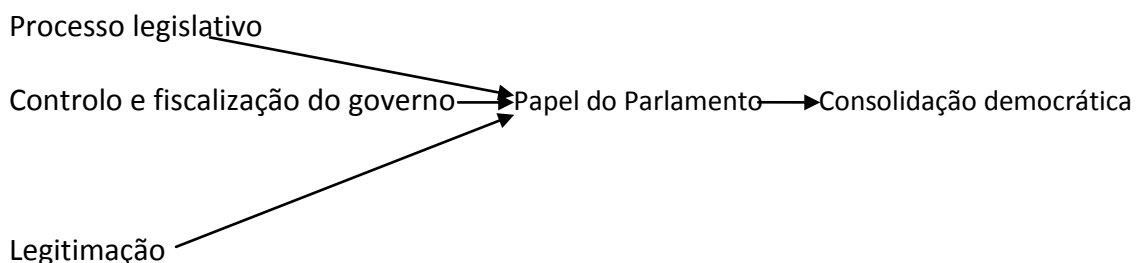 Processo legislativo
Controlo e fiscalização do governo Papel do Parlamento Consolidação democrática
Legitimação